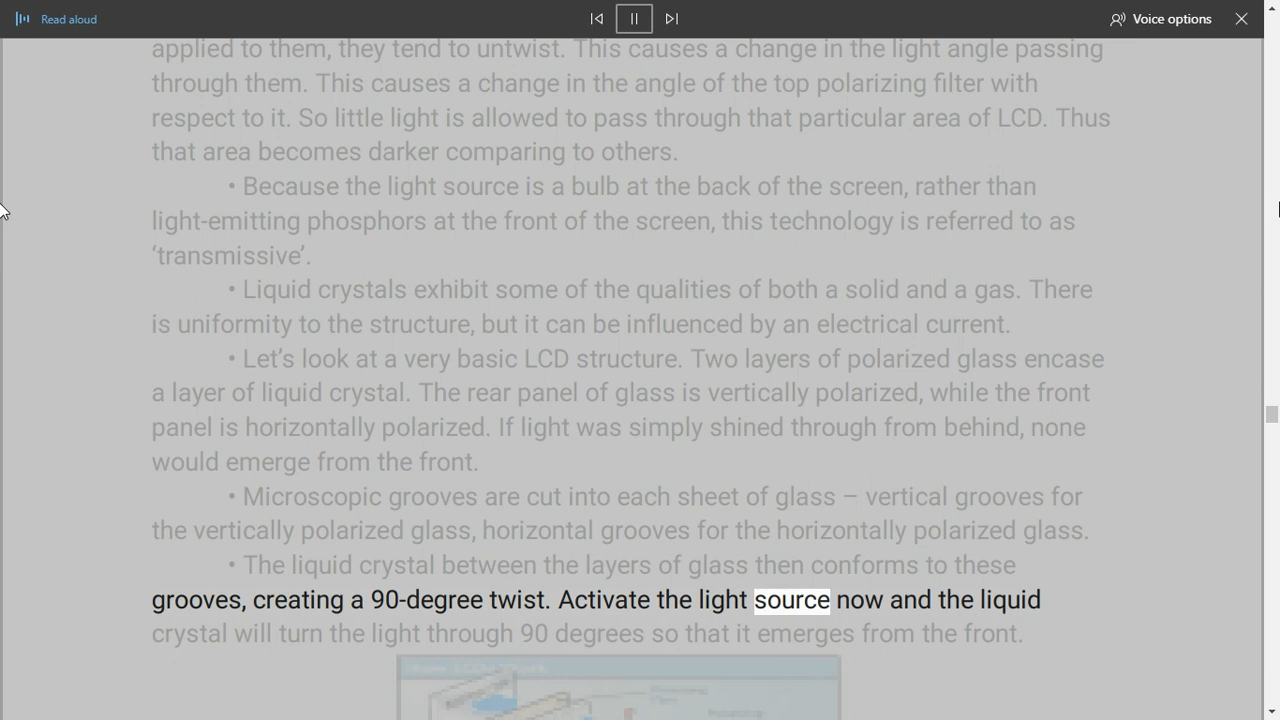 Read aloud
Voice options
applied to them, they tend to untwist. This causes a change in the light angle passing
through them. This causes a change in the angle of the top polarizing filter with
respect to it. So little light is allowed to pass through that particular area of LCD. Thus
that area becomes darker comparing to others.
• Because the light source is a bulb at the back of the screen, rather than
light-emitting phosphors at the front of the screen, this technology is referred to as
‘transmissive’.
• Liquid crystals exhibit some of the qualities of both a solid and a gas. There
is uniformity to the structure, but it can be influenced by an electrical current.
• Let’s look at a very basic LCD structure. Two layers of polarized glass encase
a layer of liquid crystal. The rear panel of glass is vertically polarized, while the front
panel is horizontally polarized. If light was simply shined through from behind, none
would emerge from the front.
• Microscopic grooves are cut into each sheet of glass – vertical grooves for
the vertically polarized glass, horizontal grooves for the horizontally polarized glass.
• The liquid crystal between the layers of glass then conforms to these
grooves, creating a 90-degree twist. Activate the light source now and the liquid
crystal will turn the light through 90 degrees so that it emerges from the front.